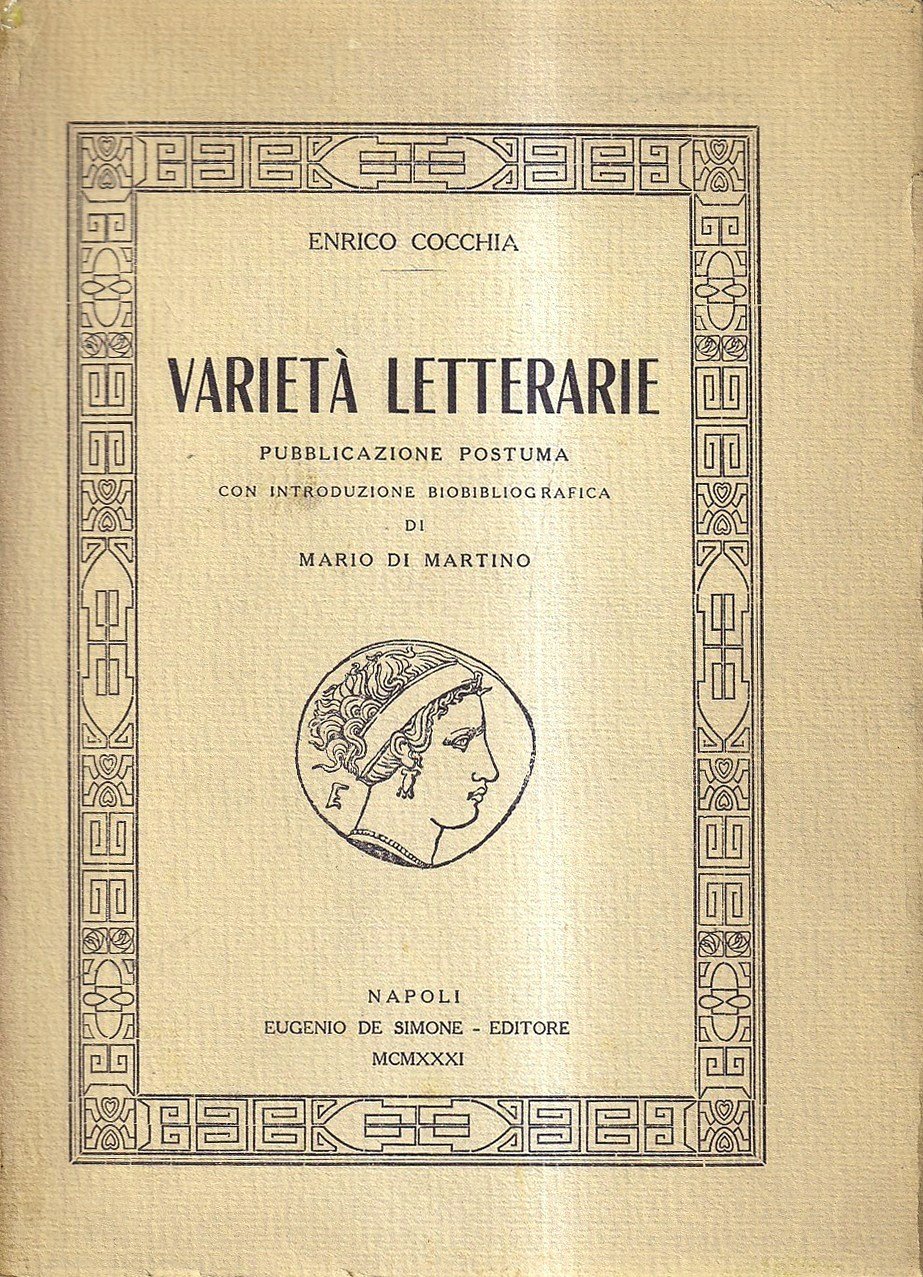 ENRICO COCCHIA
VARIETÀ LETTERARIE
PUBBLICAZIONE POSTUMA
CON INTRODUZIONE BIOBIBLIOGRAFICA
DI
MARIO DI MARTINO
E
NAPOLI
EUGENIO DE SIMONE - EDITORE
MCMXXXI